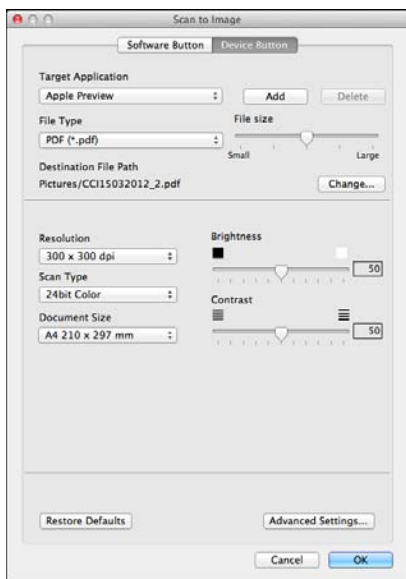 Scan to Image
Software Button Device Button
Target Application
Apple Preview Add Delete
File Type File size
PDF (*.pdf)
Small Large
Destination File Path
Pictures/CCI15032012_2.pdf Change...
Resolution Brightness
300 x 300 dpi
50
Scan Type
24bit Color
Contrast
Document Size
A4 210 x 297 mm 50
Restore Defaults Advanced Settings...
Cancel OK